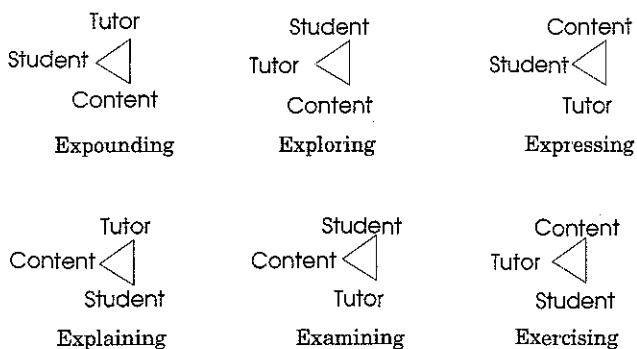 Tutor
Student
Content
Expounding
Student
Tutor
Content
Exploring
Content
Student
Tutor
Expressing
Tutor
Content
Student
Explaining
Student
Content
Tutor
Examining
Content
Tutor
Student
Exercising